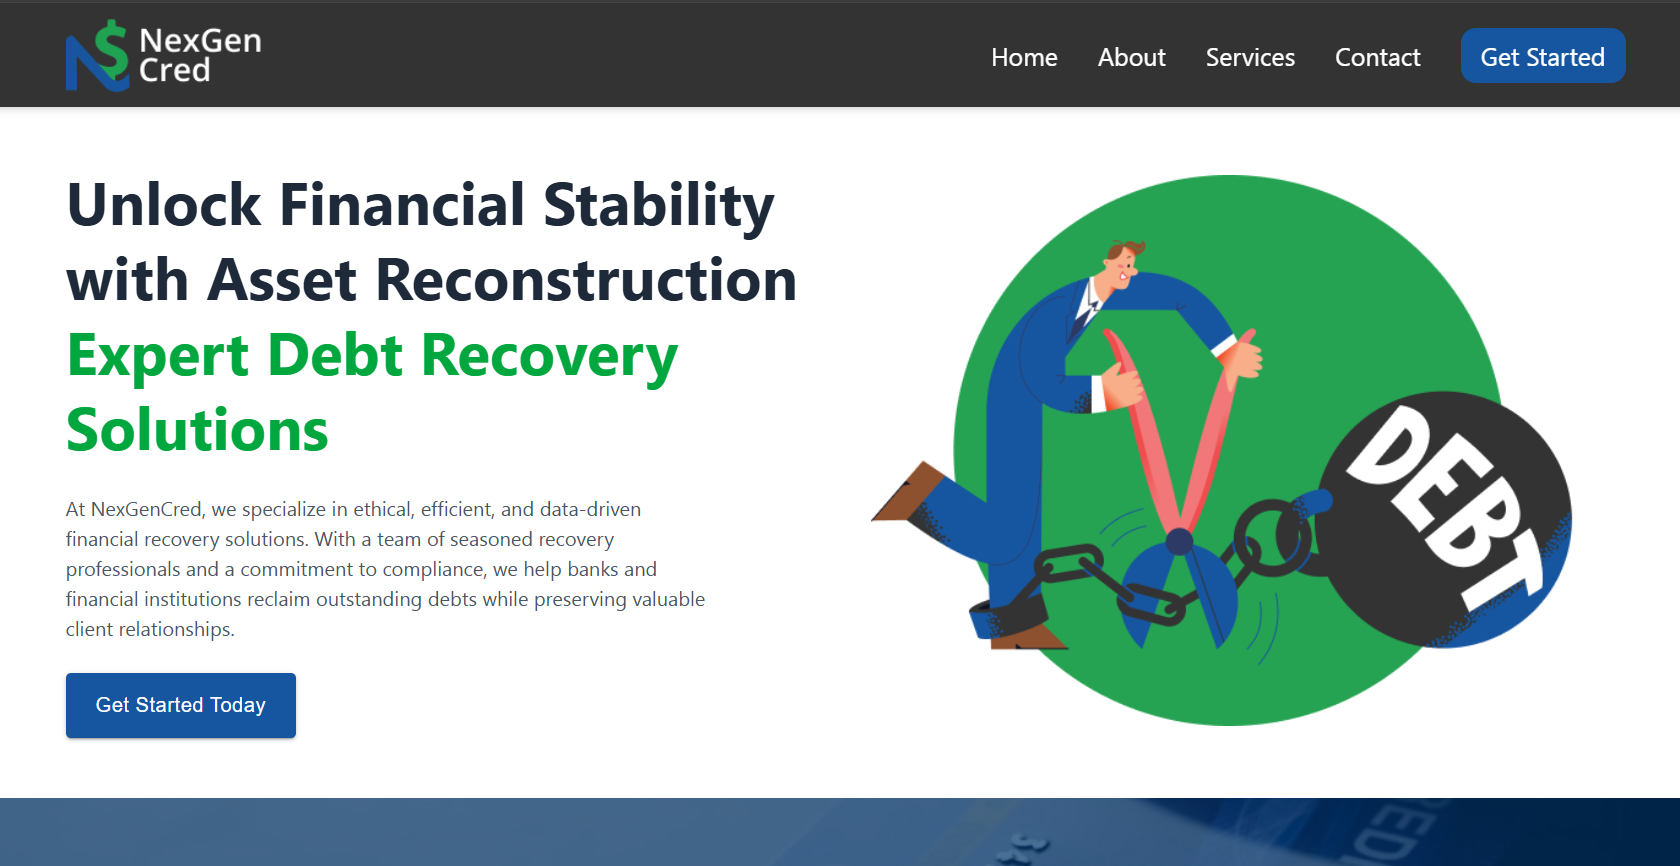 NexGen
Cred
Home
About
Services
Contact
Get Started
Unlock Financial Stability
with Asset Reconstruction
Expert Debt Recovery
Solutions
At NexGenCred, we specialize in ethical, efficient, and data-driven
financial recovery solutions. With a team of seasoned recovery
professionals and a commitment to compliance, we help banks and
financial institutions reclaim outstanding debts while preserving valuable
client relationships.
Get Started Today
DEBT